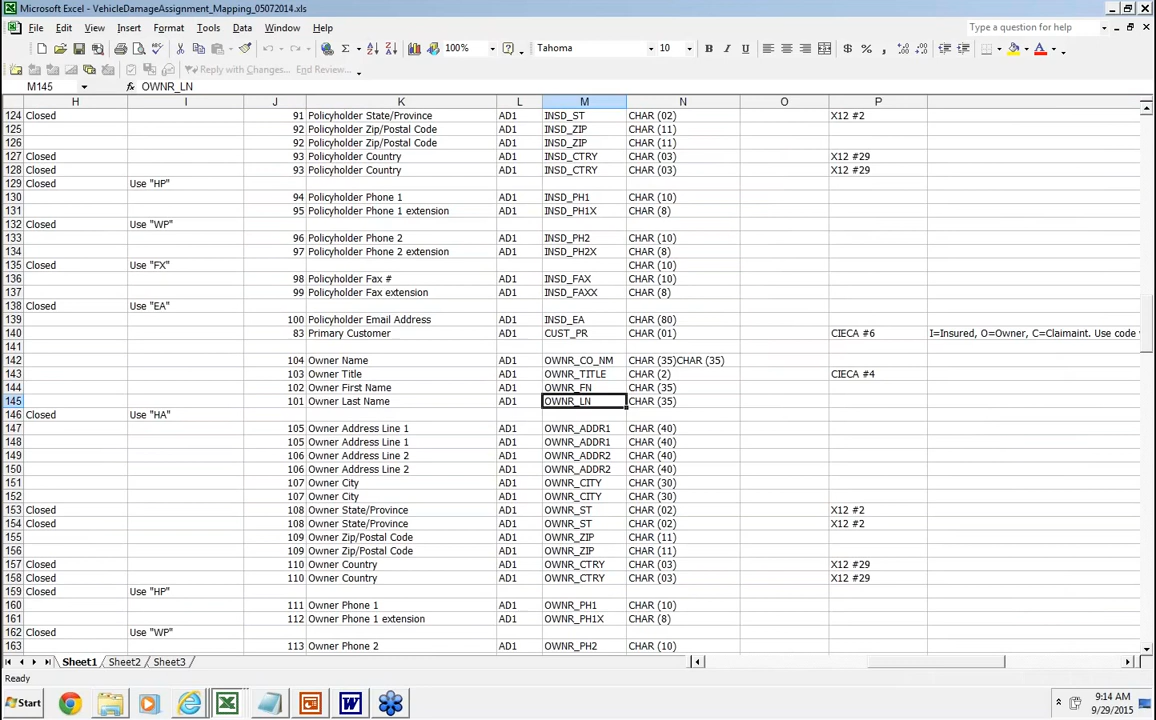 Microsoft Excel - VehicleDamageAssignment_Mapping_05072014.xls
File Edit View Insert Format Tools Data Window Help Type a question for help
100% Tahoma 10 B I U $ % ,
Reply with Changes... End Review...
M145 fx OWNR_LN
H I J K L M N O P
124 Closed 91 Policyholder State/Province AD1 INSD_ST CHAR (02) X12 #2
125 92 Policyholder Zip/Postal Code AD1 INSD_ZIP CHAR (11)
126 92 Policyholder Zip/Postal Code AD1 INSD_ZIP CHAR (11)
127 Closed 93 Policyholder Country AD1 INSD_CTRY CHAR (03) X12 #29
128 Closed 93 Policyholder Country AD1 INSD_CTRY CHAR (03) X12 #29
129 Closed Use "HP"
130 94 Policyholder Phone 1 AD1 INSD_PH1 CHAR (10)
131 95 Policyholder Phone 1 extension AD1 INSD_PH1X CHAR (8)
132 Closed Use "WP"
133 96 Policyholder Phone 2 AD1 INSD_PH2 CHAR (10)
134 97 Policyholder Phone 2 extension AD1 INSD_PH2X CHAR (8)
135 Closed Use "FX" CHAR (10)
136 98 Policyholder Fax # AD1 INSD_FAX CHAR (10)
137 99 Policyholder Fax extension AD1 INSD_FAXX CHAR (8)
138 Closed Use "EA"
139 100 Policyholder Email Address AD1 INSD_EA CHAR (80)
140 83 Primary Customer AD1 CUST_PR CHAR (01) CIECA #6 I=Insured, O=Owner, C=Claimaint. Use code
141
142 104 Owner Name AD1 OWNR_CO_NM CHAR (35)CHAR (35)
143 103 Owner Title AD1 OWNR_TITLE CHAR (2) CIECA #4
144 102 Owner First Name AD1 OWNR_FN CHAR (35)
145 101 Owner Last Name AD1 OWNR_LN CHAR (35)
146 Closed Use "HA"
147 105 Owner Address Line 1 AD1 OWNR_ADDR1 CHAR (40)
148 105 Owner Address Line 1 AD1 OWNR_ADDR1 CHAR (40)
149 106 Owner Address Line 2 AD1 OWNR_ADDR2 CHAR (40)
150 106 Owner Address Line 2 AD1 OWNR_ADDR2 CHAR (40)
151 107 Owner City AD1 OWNR_CITY CHAR (30)
152 107 Owner City AD1 OWNR_CITY CHAR (30)
153 Closed 108 Owner State/Province AD1 OWNR_ST CHAR (02) X12 #2
154 Closed 108 Owner State/Province AD1 OWNR_ST CHAR (02) X12 #2
155 109 Owner Zip/Postal Code AD1 OWNR_ZIP CHAR (11)
156 109 Owner Zip/Postal Code AD1 OWNR_ZIP CHAR (11)
157 Closed 110 Owner Country AD1 OWNR_CTRY CHAR (03) X12 #29
158 Closed 110 Owner Country AD1 OWNR_CTRY CHAR (03) X12 #29
159 Closed Use "HP"
160 111 Owner Phone 1 AD1 OWNR_PH1 CHAR (10)
161 112 Owner Phone 1 extension AD1 OWNR_PH1X CHAR (8)
162 Closed Use "WP"
163 113 Owner Phone 2 AD1 OWNR_PH2 CHAR (10)
Sheet1 Sheet2 Sheet3
Ready
Start 9:14 AM
9/29/2015